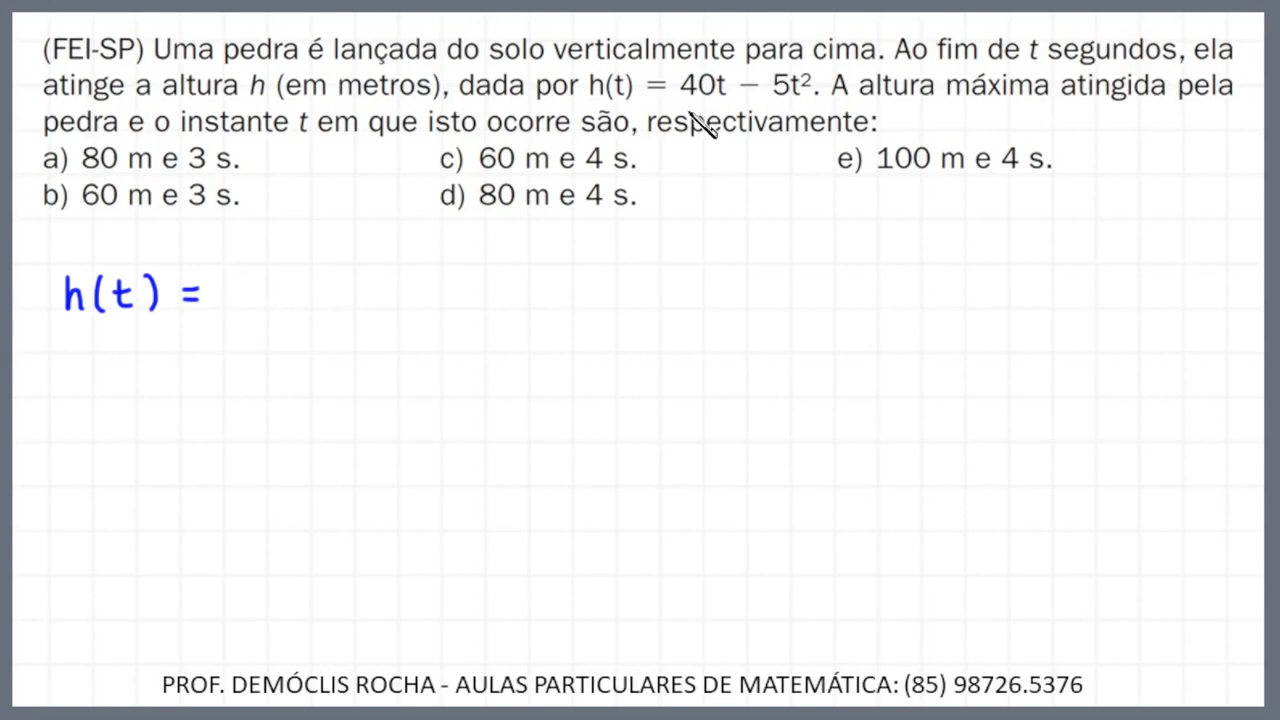 (FEI-SP) Uma pedra é lançada do solo verticalmente para cima. Ao fim de t segundos, ela
atinge a altura h (em metros), dada por h(t) = 40t − 5t². A altura máxima atingida pela
pedra e o instante t em que isto ocorre são, respectivamente:
a) 80 m e 3 s. c) 60 m e 4 s. e) 100 m e 4 s.
b) 60 m e 3 s. d) 80 m e 4 s.
h(t) =
PROF. DEMÓCLIS ROCHA - AULAS PARTICULARES DE MATEMÁTICA: (85) 98726.5376